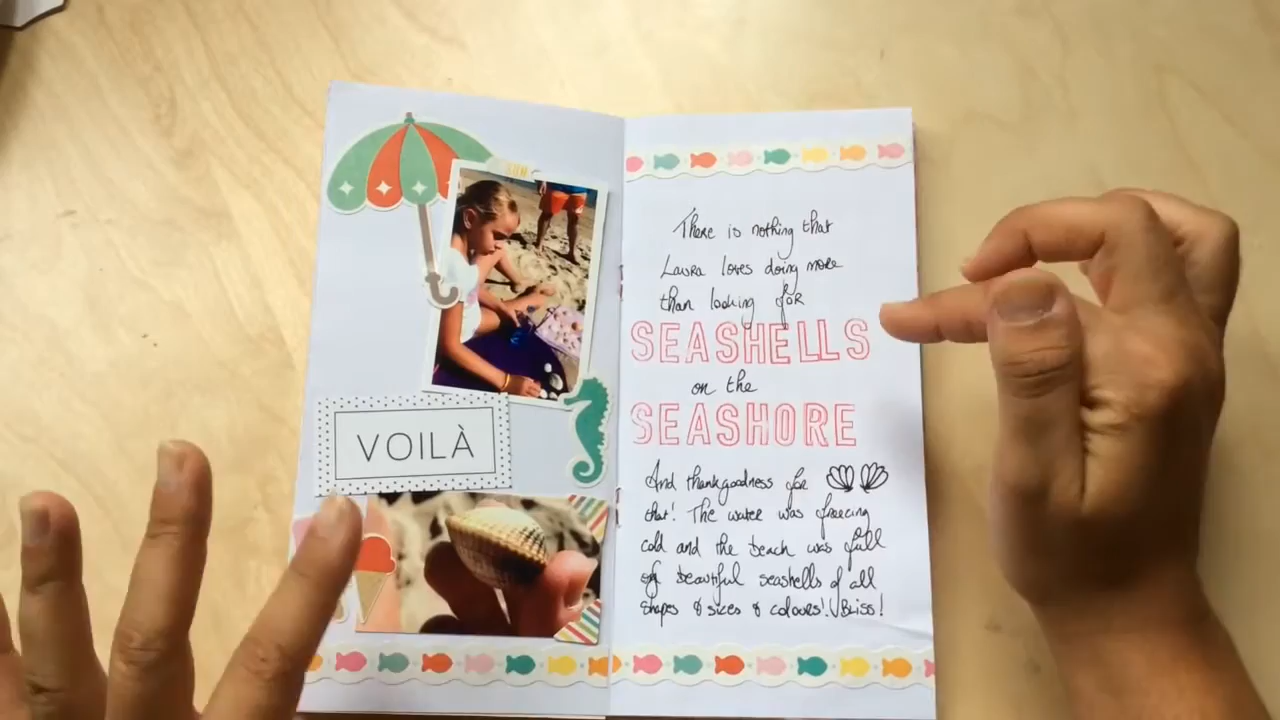 VOILÀ
There is nothing that
Laura loves doing more
than looking for
SEASHELLS
on the
SEASHORE
And thankgoodness for
that! The water was freezing
cold and the beach was full
of beautiful seashells of all
shapes & sizes & colours! Bliss!